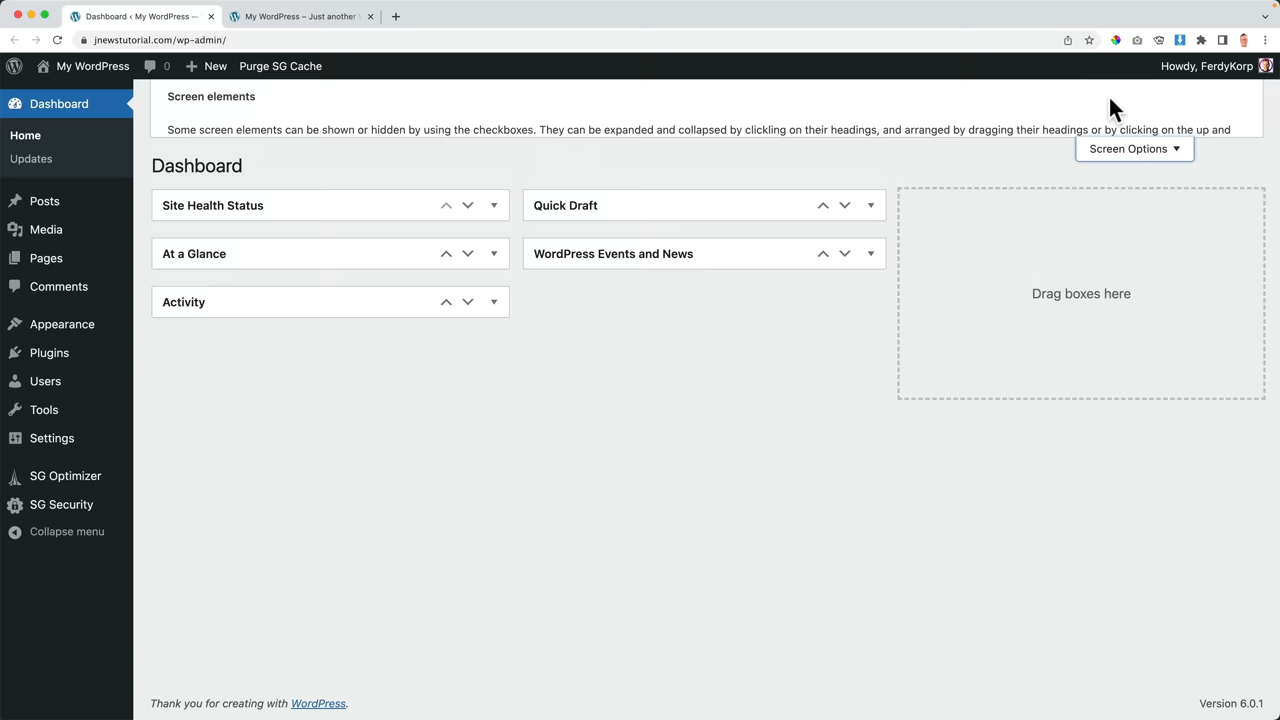 Dashboard ‹ My WordPress —
My WordPress – Just another
jnewstutorial.com/wp-admin/
My WordPress
0
New
Purge SG Cache
Howdy, FerdyKorp
Dashboard
Home
Updates
Posts
Media
Pages
Comments
Appearance
Plugins
Users
Tools
Settings
SG Optimizer
SG Security
Collapse menu
Screen elements
Some screen elements can be shown or hidden by using the checkboxes. They can be expanded and collapsed by clickling on their headings, and arranged by dragging their headings or by clicking on the up and
Screen Options
Dashboard
Site Health Status
At a Glance
Activity
Quick Draft
WordPress Events and News
Drag boxes here
Thank you for creating with WordPress.
Version 6.0.1